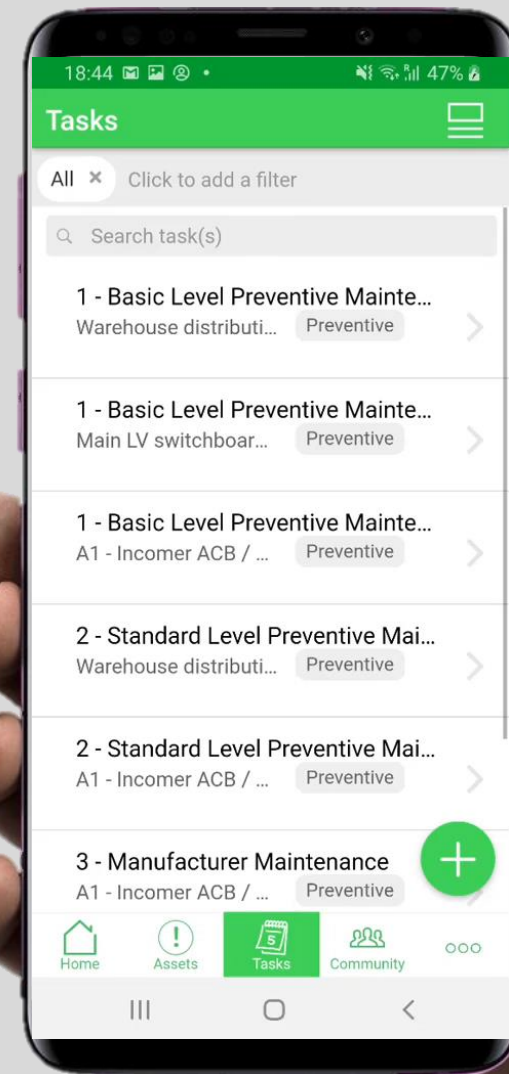 18:44 47%
Tasks
All × Click to add a filter
Search task(s)
1 - Basic Level Preventive Mainte...
Warehouse distributi... Preventive
1 - Basic Level Preventive Mainte...
Main LV switchboar... Preventive
1 - Basic Level Preventive Mainte...
A1 - Incomer ACB / ... Preventive
2 - Standard Level Preventive Mai...
Warehouse distributi... Preventive
2 - Standard Level Preventive Mai...
A1 - Incomer ACB / ... Preventive
3 - Manufacturer Maintenance
A1 - Incomer ACB / ... Preventive
5
Home Assets Tasks Community